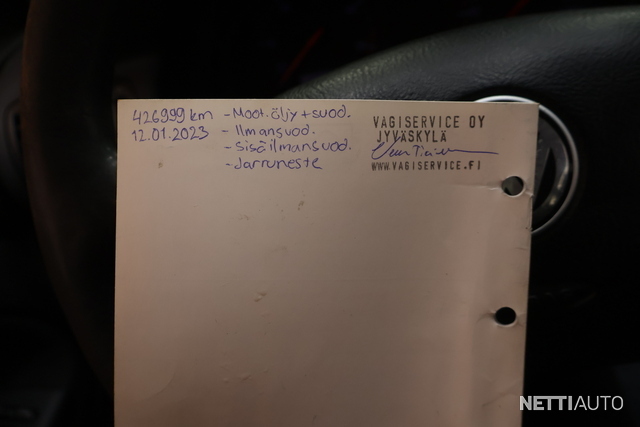 426999 km - Moot.öljy + suod.
12.01.2023 - Ilmansuod.
- Sisäilmansuod.
- Jarruneste
VAGISERVICE OY
JYVÄSKYLÄ
WWW.VAGISERVICE.FI
NETTIAUTO